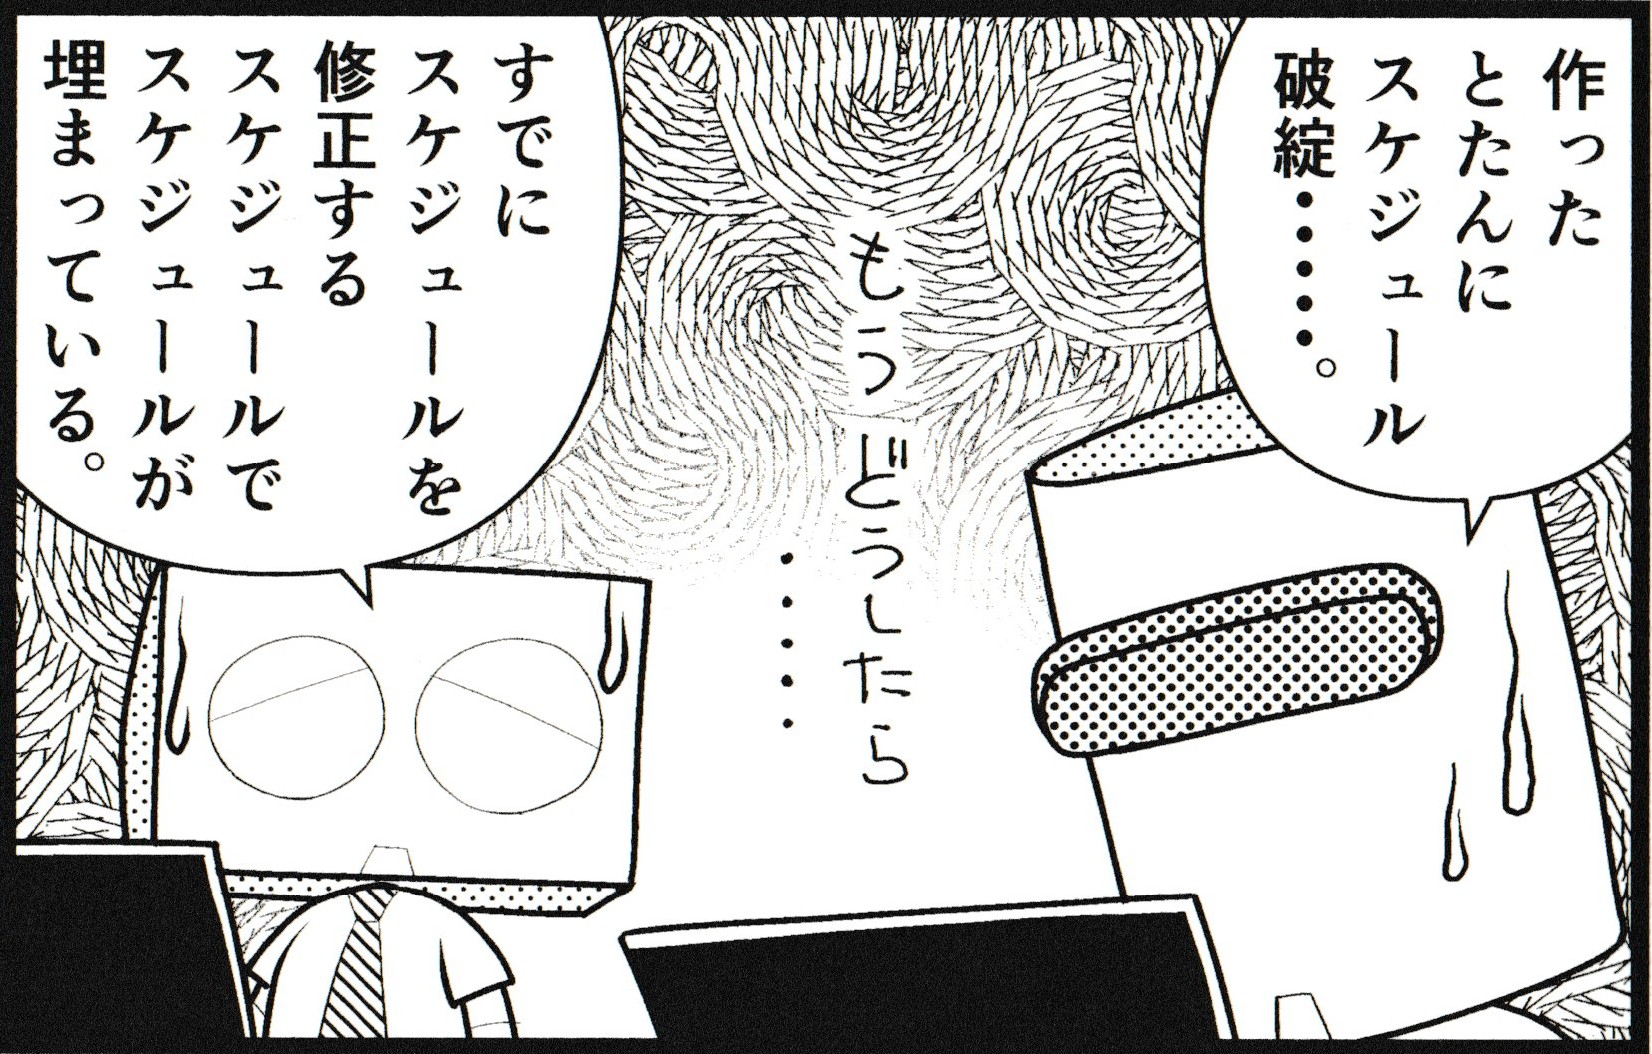 作った
とたんに
スケジュール
破綻・・・・・。
もうどうしたら
・・・・・
すでに
スケジュールを
修正する
スケジュールで
スケジュールが
埋まっている。